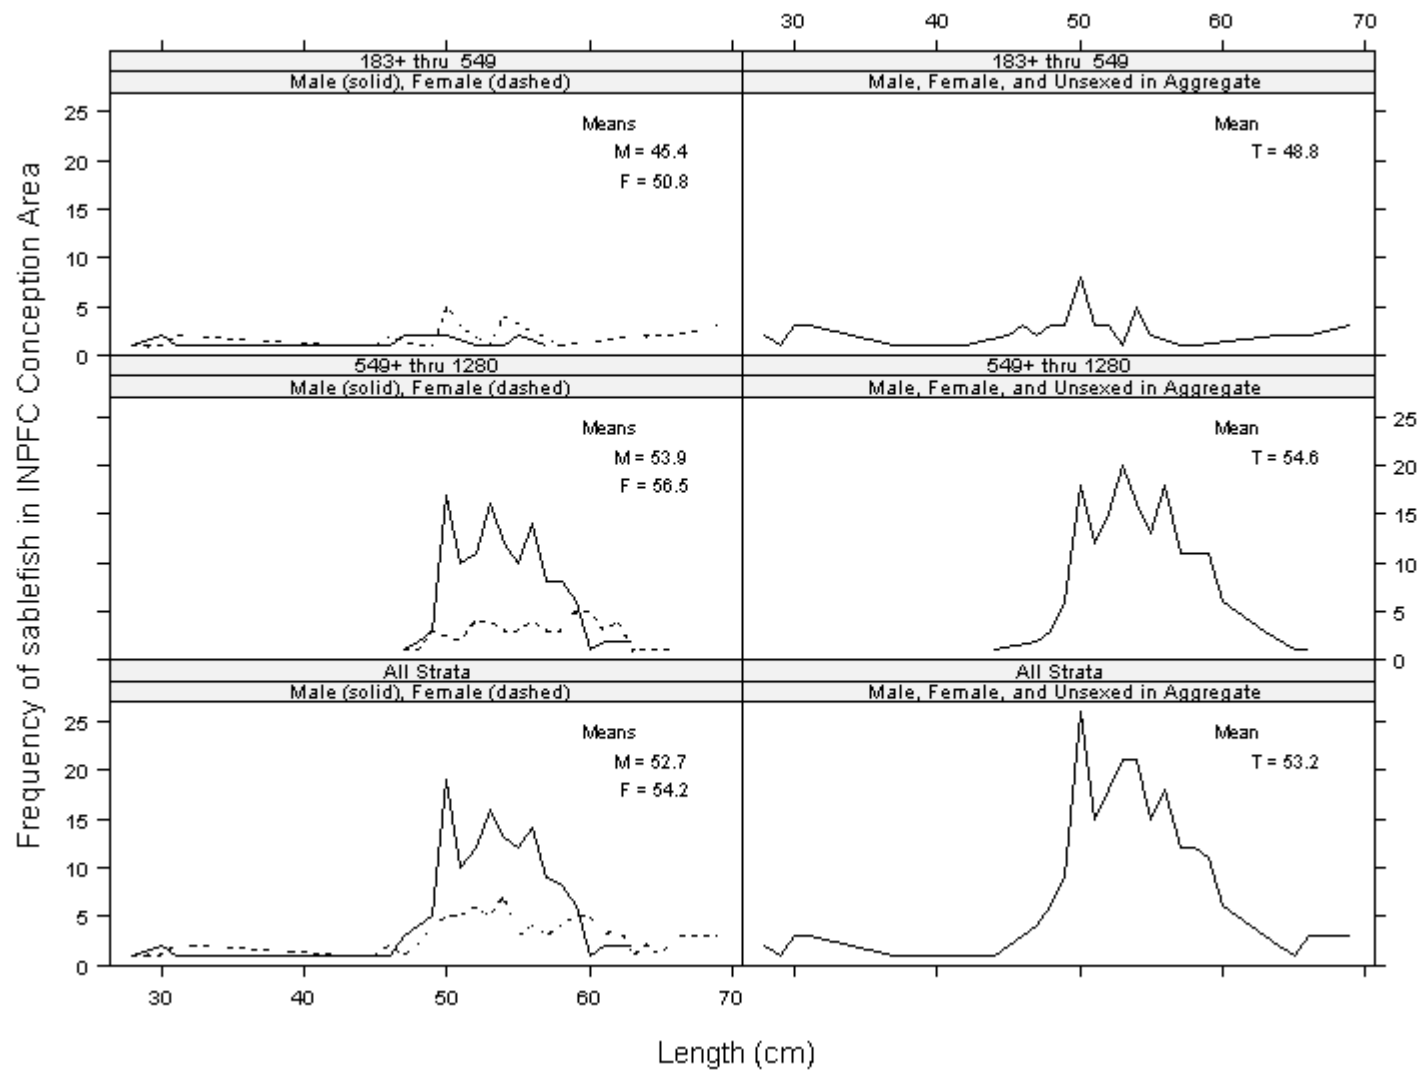 30 40 50 60 70
183+ thru 549
183+ thru 549
Male (solid), Female (dashed)
Male, Female, and Unsexed in Aggregate
Means
M = 45.4
F = 50.8
Mean
T = 48.8
25
20
15
10
5
0
549+ thru 1280
549+ thru 1280
Male (solid), Female (dashed)
Male, Female, and Unsexed in Aggregate
Means
M = 53.9
F = 56.5
Mean
T = 54.6
25
20
15
10
5
0
All Strata
All Strata
Male (solid), Female (dashed)
Male, Female, and Unsexed in Aggregate
Means
M = 52.7
F = 54.2
Mean
T = 53.2
25
20
15
10
5
0
30 40 50 60 70
Length (cm)
Frequency of sablefish in INPFC Conception Area